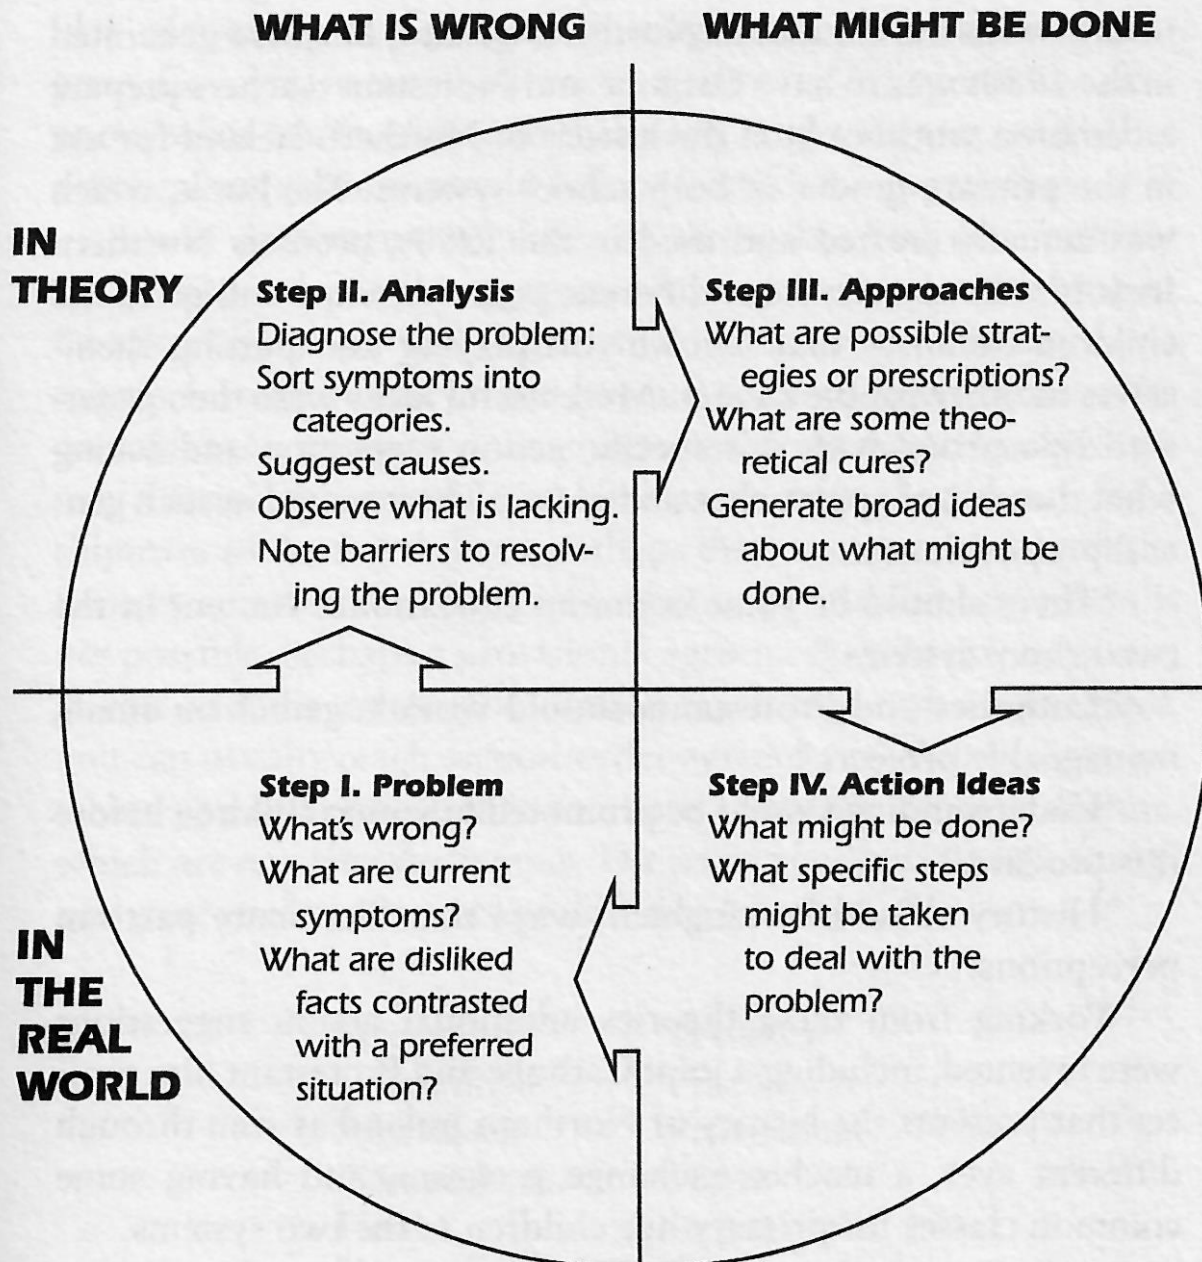 WHAT IS WRONG
WHAT MIGHT BE DONE
IN
THEORY
Step II. Analysis
Diagnose the problem:
Sort symptoms into
categories.
Suggest causes.
Observe what is lacking.
Note barriers to resolv-
ing the problem.
Step III. Approaches
What are possible strat-
egies or prescriptions?
What are some theo-
retical cures?
Generate broad ideas
about what might be
done.
IN
THE
REAL
WORLD
Step I. Problem
What's wrong?
What are current
symptoms?
What are disliked
facts contrasted
with a preferred
situation?
Step IV. Action Ideas
What might be done?
What specific steps
might be taken
to deal with the
problem?